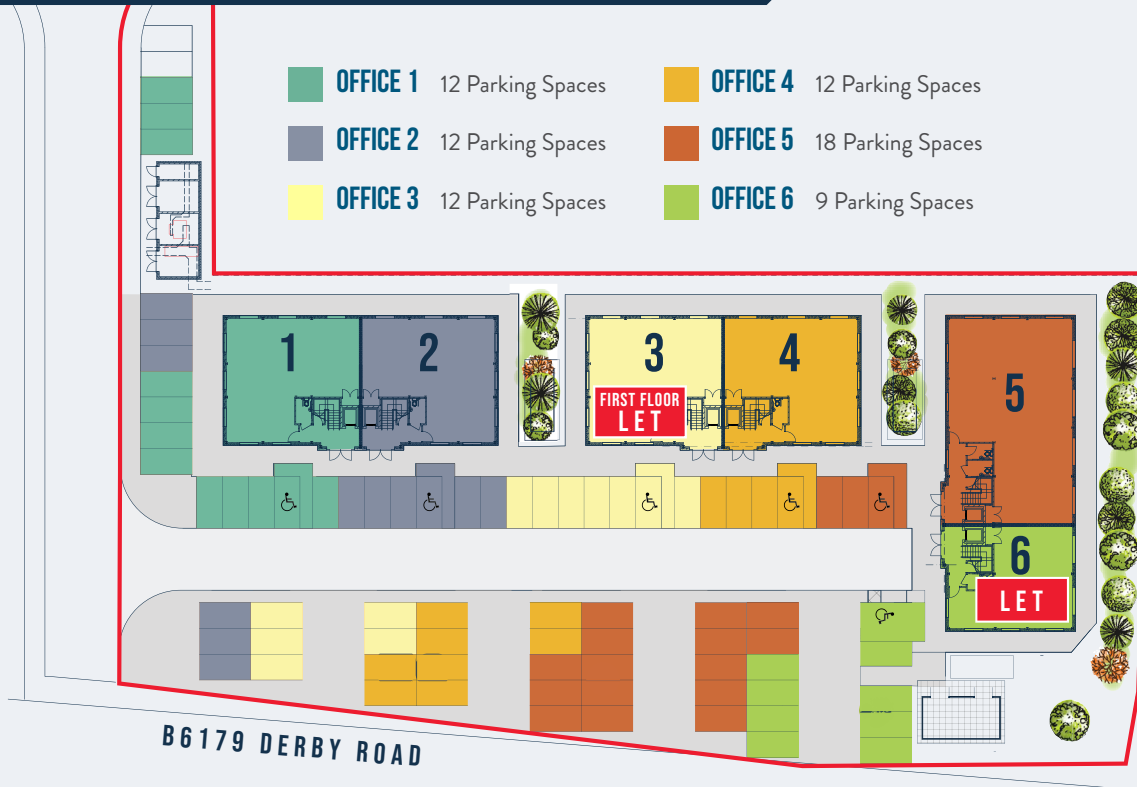 OFFICE 1 12 Parking Spaces
OFFICE 4 12 Parking Spaces
OFFICE 2 12 Parking Spaces
OFFICE 5 18 Parking Spaces
OFFICE 3 12 Parking Spaces
OFFICE 6 9 Parking Spaces
1
2
3
4
5
FIRST FLOOR
LET
6
LET
B6179 DERBY ROAD